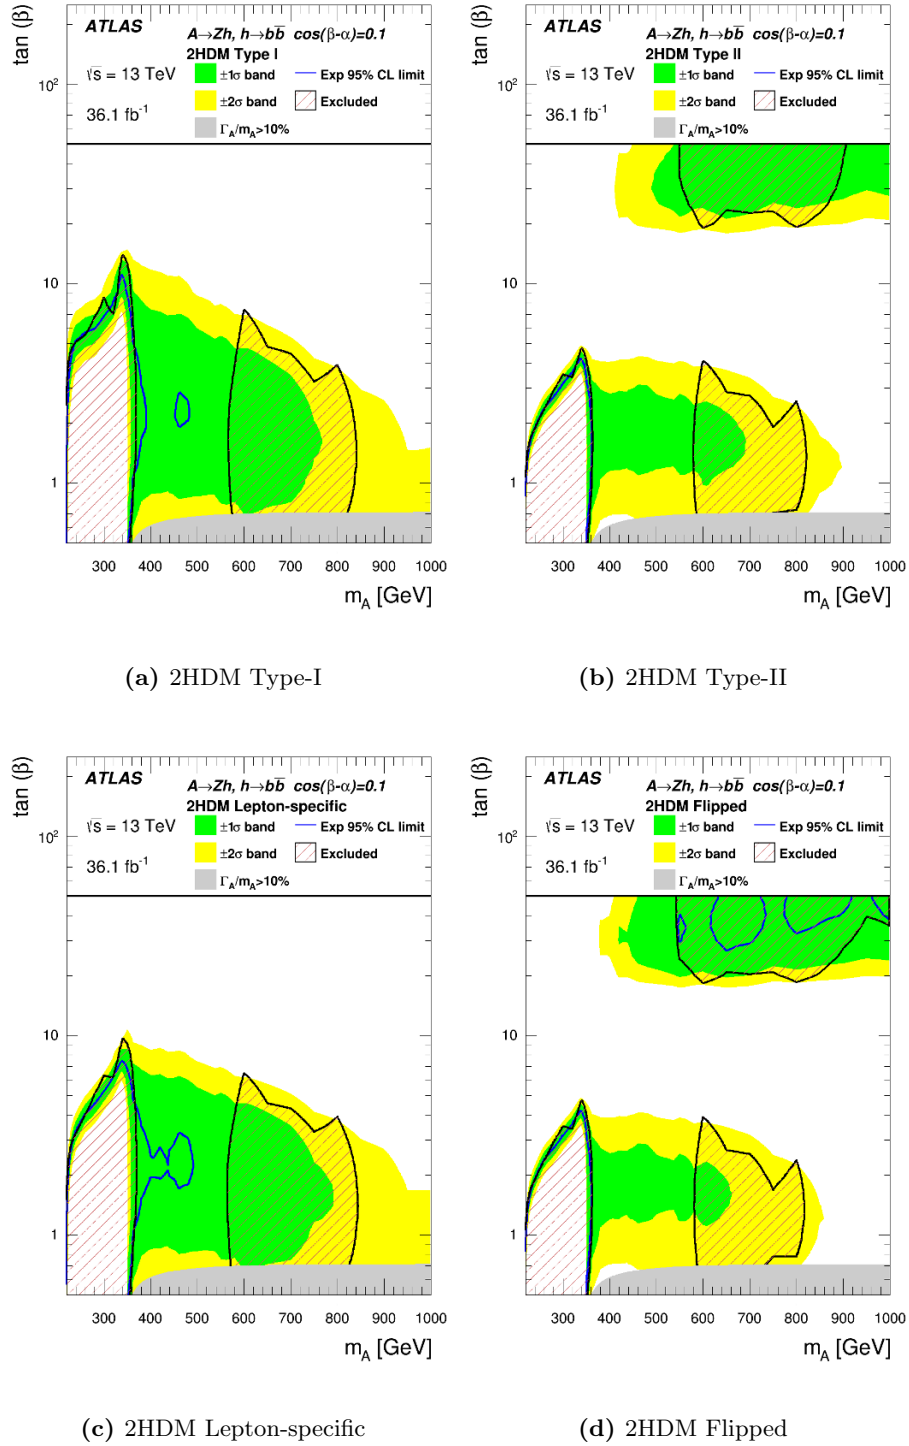 tan (β)
ATLAS
A→Zh, h→bb̅ cos(β-α)=0.1
2HDM Type I
√s = 13 TeV
36.1 fb⁻¹
±1σ band
Exp 95% CL limit
±2σ band
Excluded
Γ_A/m_A>10%
10²
10
1
300 400 500 600 700 800 900 1000
m_A [GeV]
(a) 2HDM Type-I
tan (β)
ATLAS
A→Zh, h→bb̅ cos(β-α)=0.1
2HDM Type II
√s = 13 TeV
36.1 fb⁻¹
±1σ band
Exp 95% CL limit
±2σ band
Excluded
Γ_A/m_A>10%
10²
10
1
300 400 500 600 700 800 900 1000
m_A [GeV]
(b) 2HDM Type-II
tan (β)
ATLAS
A→Zh, h→bb̅ cos(β-α)=0.1
2HDM Lepton-specific
√s = 13 TeV
36.1 fb⁻¹
±1σ band
Exp 95% CL limit
±2σ band
Excluded
Γ_A/m_A>10%
10²
10
1
300 400 500 600 700 800 900 1000
m_A [GeV]
(c) 2HDM Lepton-specific
tan (β)
ATLAS
A→Zh, h→bb̅ cos(β-α)=0.1
2HDM Flipped
√s = 13 TeV
36.1 fb⁻¹
±1σ band
Exp 95% CL limit
±2σ band
Excluded
Γ_A/m_A>10%
10²
10
1
300 400 500 600 700 800 900 1000
m_A [GeV]
(d) 2HDM Flipped